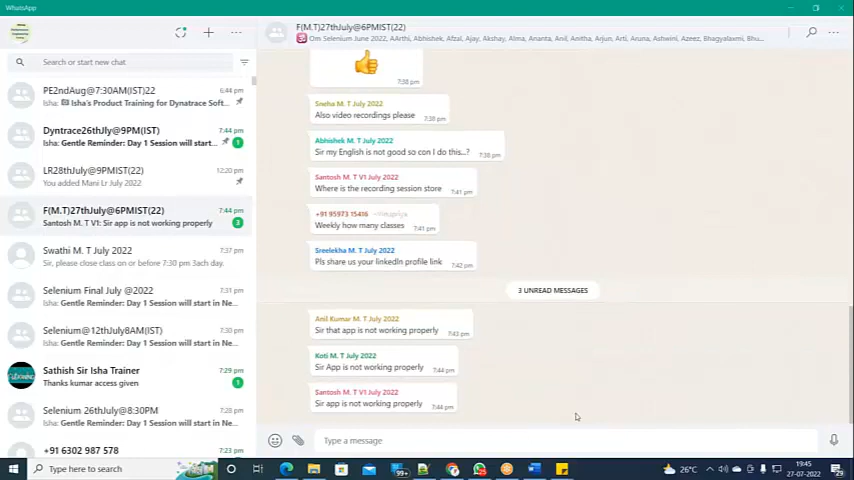 WhatsApp
F(M.T)27thJuly@6PMIST(22)
Om Selenium June 2022, AArthi, Abhishek, Afzal, Ajay, Akshay, Alma, Ananta, Anil, Anitha, Arjun, Arti, Aruna, Ashwini, Azeez, Bhagyalaxmi, Bhu...
Search or start new chat
PE2ndAug@7:30AM(IST)22
6:44 pm
Isha: Isha's Product Training for Dynatrace Soft...
Dyntrace26thJly@9PM(IST)
7:44 pm
Isha: Gentle Reminder: Day 1 Session will start...
1
LR28thJuly@9PMIST(22)
12:20 pm
You added Mani Lr July 2022
F(M.T)27thJuly@6PMIST(22)
7:44 pm
Santosh M. T V1: Sir app is not working properly
3
Swathi M. T July 2022
7:37 pm
Sir, please close class on or before 7:30 pm 3ach day.
Selenium Final July @2022
7:31 pm
Isha: Gentle Reminder: Day 1 Session will start in Ne...
Selenium@12thJuly8AM(IST)
7:30 pm
Isha: Gentle Reminder: Day 1 Session will start in Ne...
Sathish Sir Isha Trainer
7:29 pm
Thanks kumar access given
1
Selenium 26thJuly@8:30PM
7:28 pm
Isha: Gentle Reminder: Day 1 Session will start in Ne...
+91 6302 987 578
7:23 pm
7:38 pm
Sneha M. T July 2022
Also video recordings please
7:38 pm
Abhishek M. T July 2022
Sir my English is not good so con I do this...?
7:38 pm
Santosh M. T V1 July 2022
Where is the recording session store
7:41 pm
+91 95973 15416
Weekly how many classes
7:41 pm
Sreelekha M. T July 2022
Pls share us your linkedIn profile link
7:42 pm
3 UNREAD MESSAGES
Anil Kumar M. T July 2022
Sir that app is not working properly
7:43 pm
Koti M. T July 2022
Sir App is not working properly
7:44 pm
Santosh M. T V1 July 2022
Sir app is not working properly
7:44 pm
Type a message
Type here to search
99+
26°C
19:45
27-07-2022
29